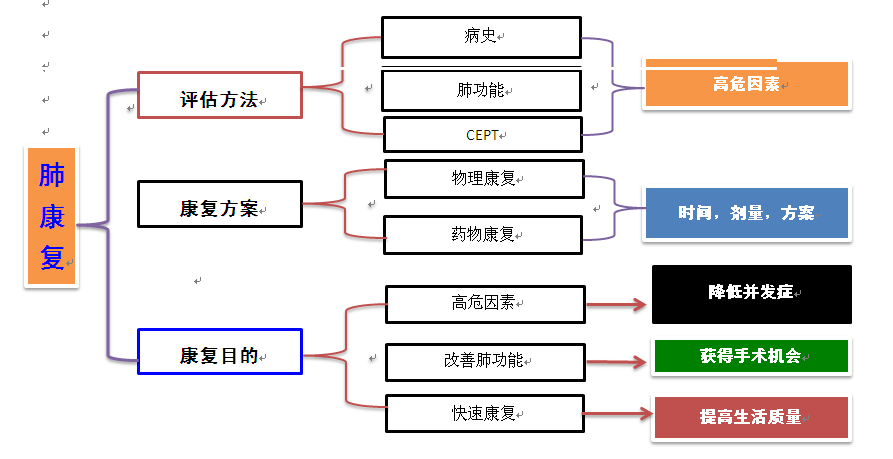 肺
康
复
评估方法
病史
肺功能
CEPT
高危因素
康复方案
物理康复
药物康复
时间，剂量，方案
康复目的
高危因素
降低并发症
改善肺功能
获得手术机会
快速康复
提高生活质量